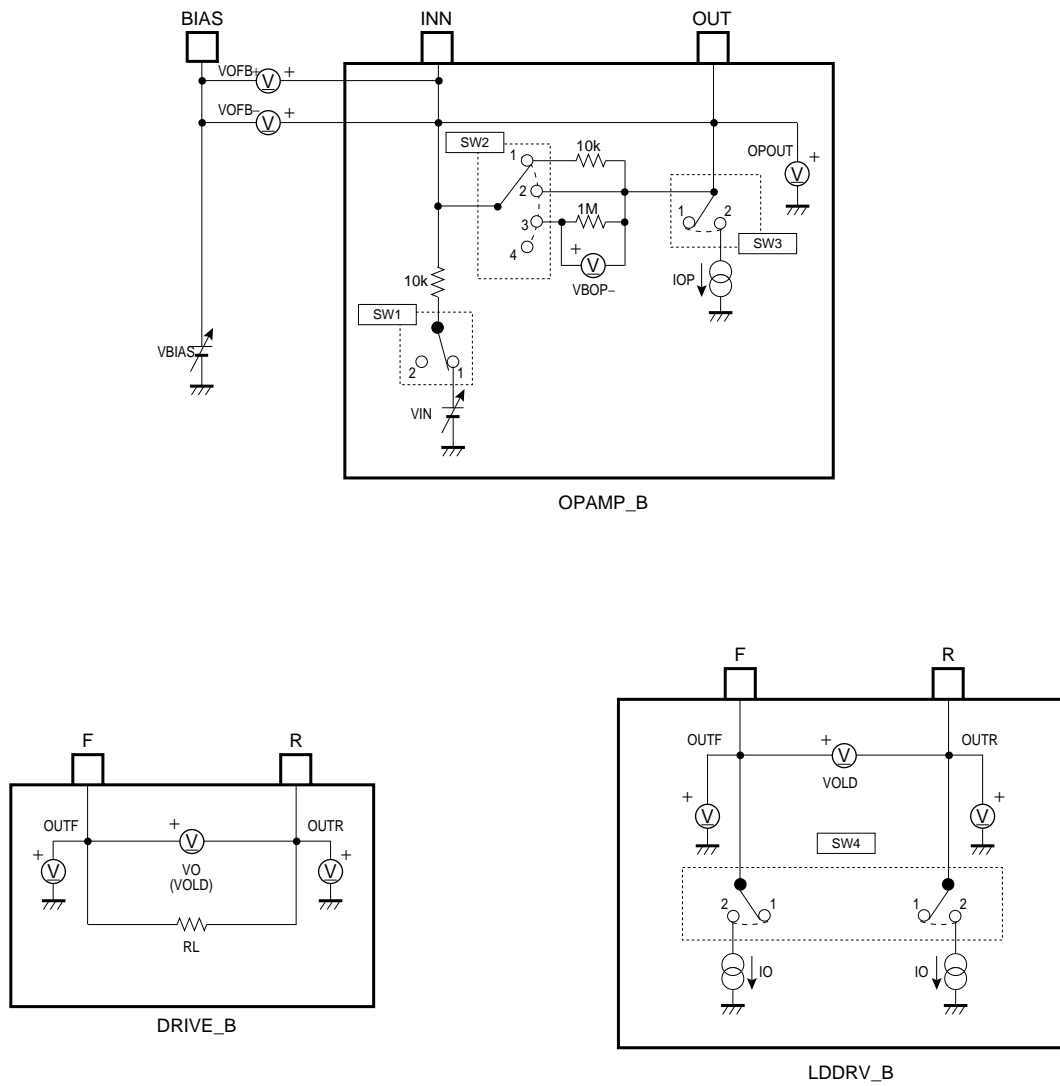 BIAS INN OUT
VOFB+ V +
VOFB− V +
SW2
OPOUT + V
1 10k
2
3 1M
4
+ V
VBOP−
1 2
SW3
IOP
10k
SW1
VBIAS
2 1
VIN
OPAMP_B
F R
OUTF + V OUTR
VOLD
+ V
V +
SW4
2 1 1 2
IO IO
LDDRV_B
F R
OUTF + V OUTR
+ V
VO
(VOLD)
V +
RL
DRIVE_B